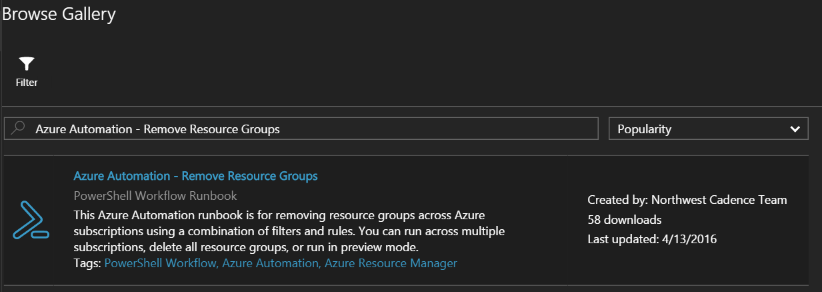 Browse Gallery
Filter
Azure Automation - Remove Resource Groups
Popularity
Azure Automation - Remove Resource Groups
PowerShell Workflow Runbook
This Azure Automation runbook is for removing resource groups across Azure
subscriptions using a combination of filters and rules. You can run across multiple
subscriptions, delete all resource groups, or run in preview mode.
Tags: PowerShell Workflow, Azure Automation, Azure Resource Manager
Created by: Northwest Cadence Team
58 downloads
Last updated: 4/13/2016